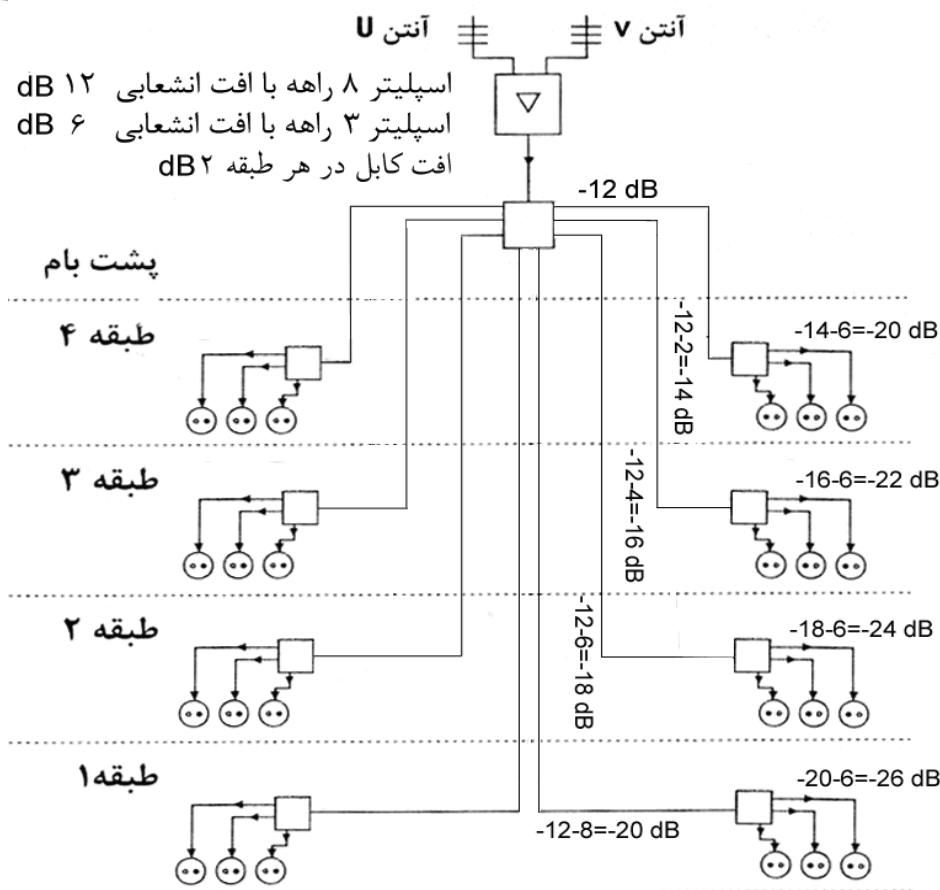 آنتن U
آنتن V
اسپلیتر ۸ راهه با افت انشعابی ۱۲ dB
اسپلیتر ۳ راهه با افت انشعابی ۶ dB
افت کابل در هر طبقه ۲ dB
-12 dB
پشت بام
طبقه ۴
-12-2=-14 dB
-14-6=-20 dB
طبقه ۳
-12-4=-16 dB
-16-6=-22 dB
طبقه ۲
-12-6=-18 dB
-18-6=-24 dB
طبقه۱
-12-8=-20 dB
-20-6=-26 dB